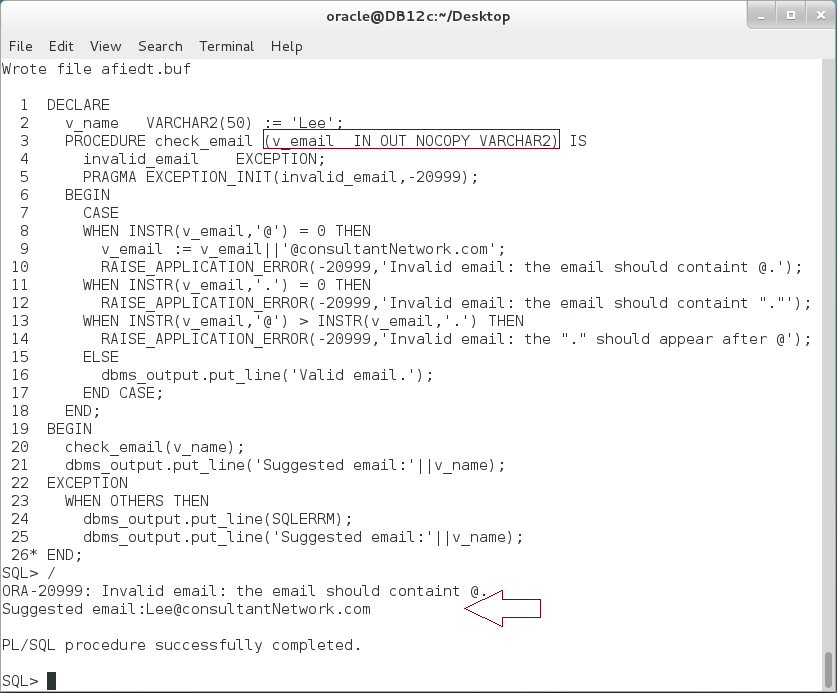 oracle@DB12c:~/Desktop
File Edit View Search Terminal Help
Wrote file afiedt.buf
1 DECLARE
2 v_name VARCHAR2(50) := 'Lee';
3 PROCEDURE check_email (v_email IN OUT NOCOPY VARCHAR2) IS
4 invalid_email EXCEPTION;
5 PRAGMA EXCEPTION_INIT(invalid_email,-20999);
6 BEGIN
7 CASE
8 WHEN INSTR(v_email,'@') = 0 THEN
9 v_email := v_email||'@consultantNetwork.com';
10 RAISE_APPLICATION_ERROR(-20999,'Invalid email: the email should containt @.');
11 WHEN INSTR(v_email,'.') = 0 THEN
12 RAISE_APPLICATION_ERROR(-20999,'Invalid email: the email should containt "."');
13 WHEN INSTR(v_email,'@') > INSTR(v_email,'.') THEN
14 RAISE_APPLICATION_ERROR(-20999,'Invalid email: the "." should appear after @');
15 ELSE
16 dbms_output.put_line('Valid email.');
17 END CASE;
18 END;
19 BEGIN
20 check_email(v_name);
21 dbms_output.put_line('Suggested email:'||v_name);
22 EXCEPTION
23 WHEN OTHERS THEN
24 dbms_output.put_line(SQLERRM);
25 dbms_output.put_line('Suggested email:'||v_name);
26* END;
SQL> /
ORA-20999: Invalid email: the email should containt @.
Suggested email:Lee@consultantNetwork.com
PL/SQL procedure successfully completed.
SQL>